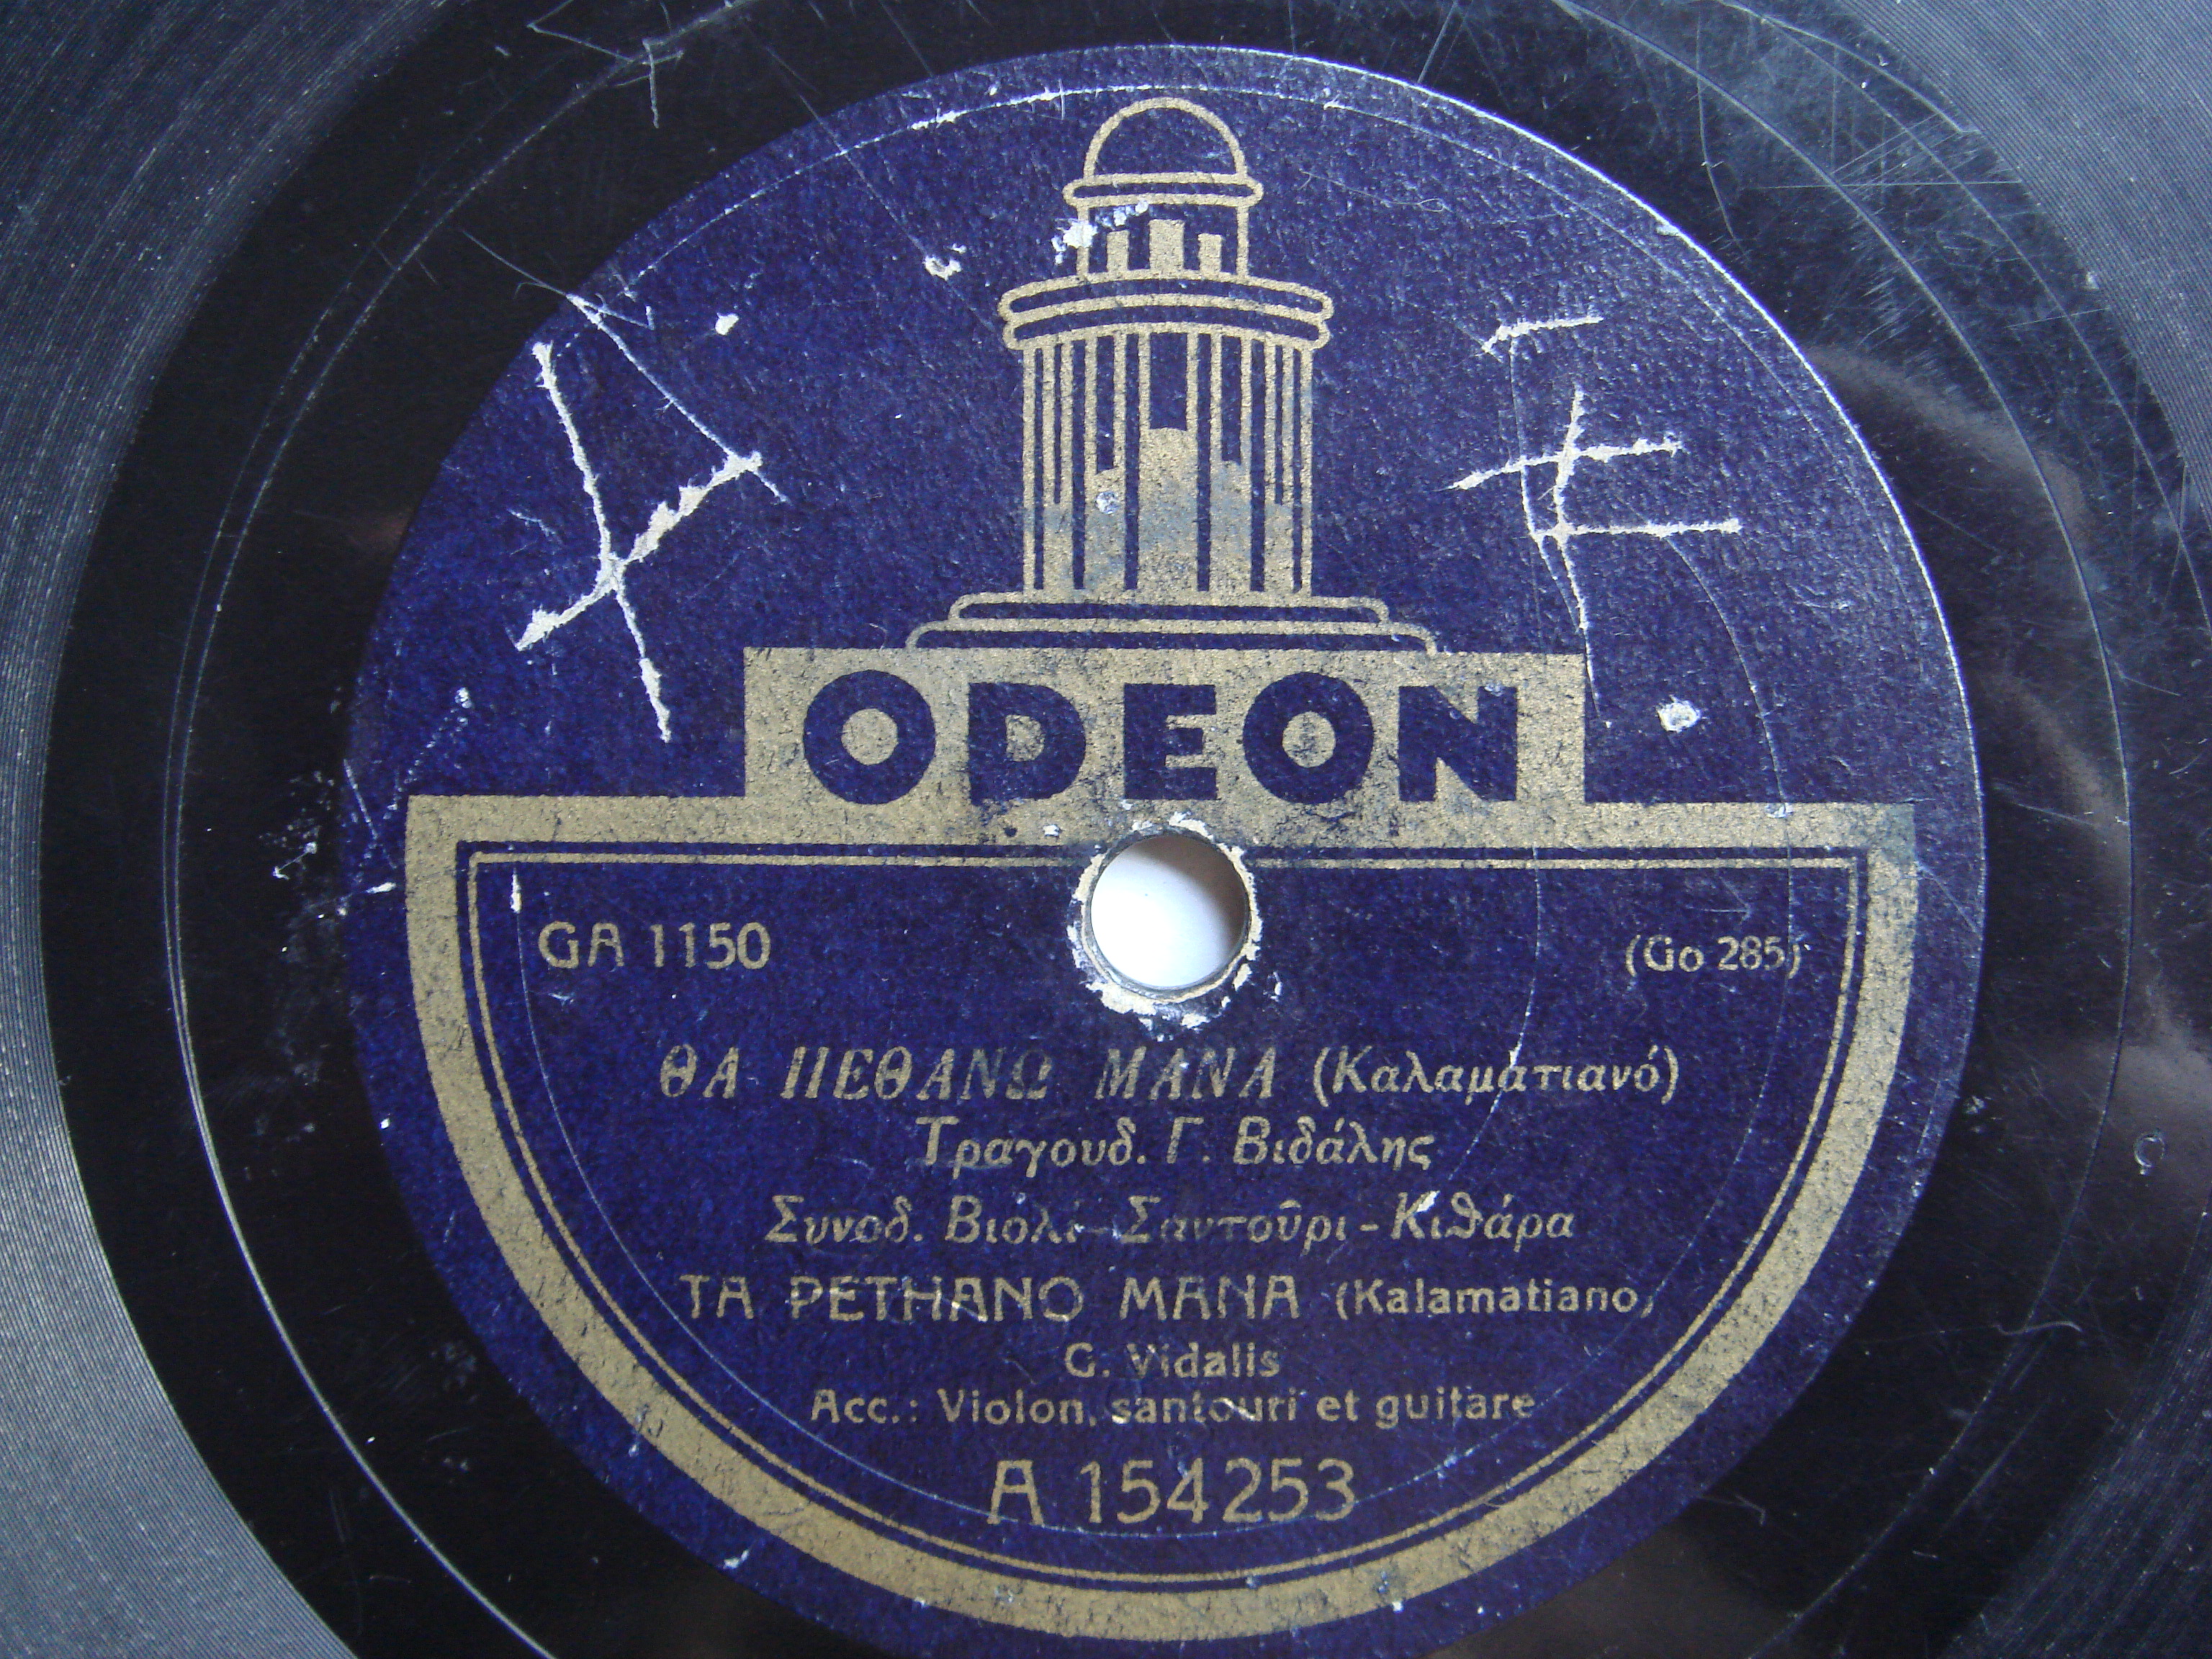 ODEON
GA 1150
(Go 285)
ΘΑ ΠΕΘΑΝΩ ΜΑΝΑ (Καλαματιανό)
Τραγουδ. Γ. Βιδάλης
Συνοδ. Βιολί-Σαντοῦρι-Κιθάρα
TA PETHANO MANA (Kalamatiano)
G. Vidalis
Acc.: Violon, santouri et guitare
A 154253